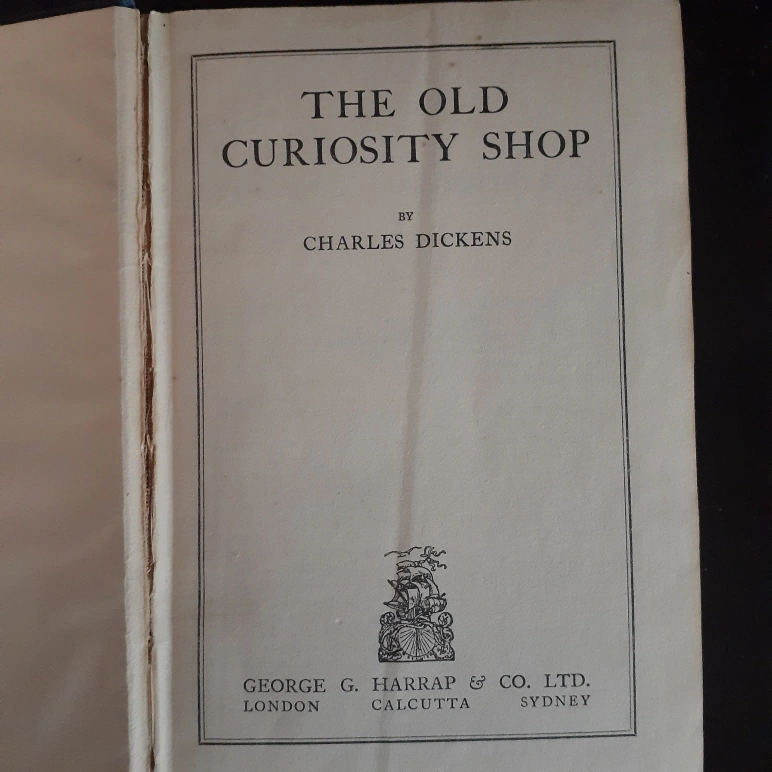 THE OLD
CURIOSITY SHOP
BY
CHARLES DICKENS
GEORGE G. HARRAP & CO. LTD.
LONDON CALCUTTA SYDNEY